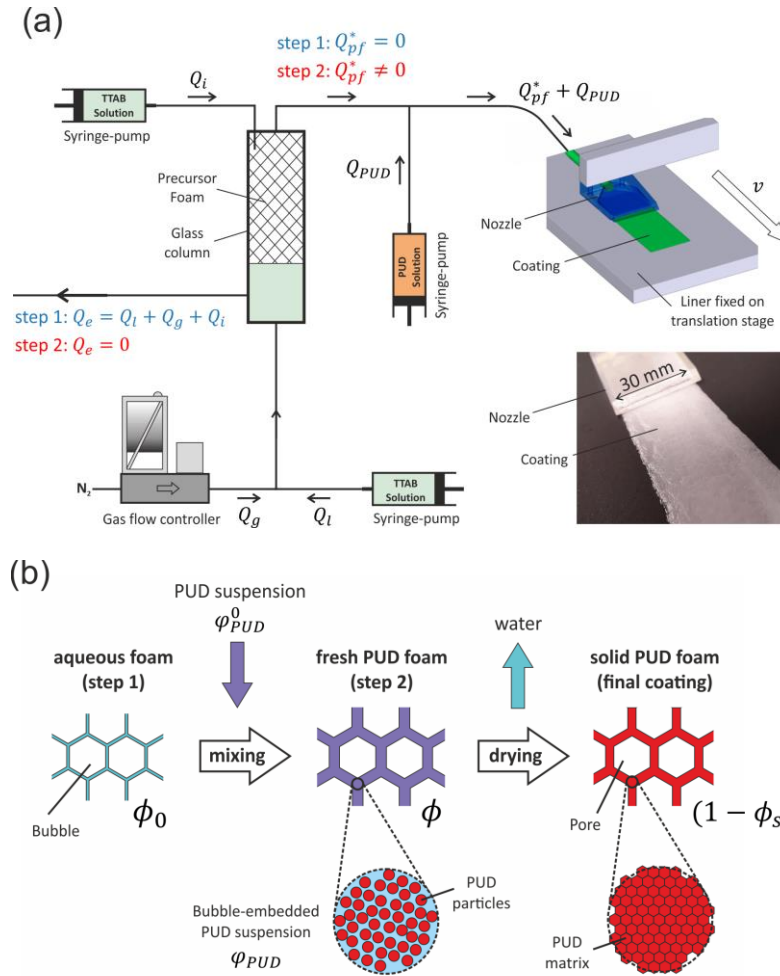 (a)
step 1: Q*pf = 0
step 2: Q*pf ≠ 0
TTAB
Solution
Syringe-pump
Qi
Q*pf + QPUD
Precursor
Foam
Glass
column
QPUD
PUD
Solution
Syringe-pump
Nozzle
v
Coating
Liner fixed on
translation stage
step 1: Qe = Ql + Qg + Qi
step 2: Qe = 0
30 mm
Nozzle
Coating
N2
Gas flow controller
Qg
Ql
TTAB
Solution
Syringe-pump
(b)
PUD suspension
φ⁰PUD
water
aqueous foam
(step 1)
fresh PUD foam
(step 2)
solid PUD foam
(final coating)
mixing
drying
Bubble
ϕ0
ϕ
Pore
(1 − ϕs
Bubble-embedded
PUD suspension
φPUD
PUD
particles
PUD
matrix